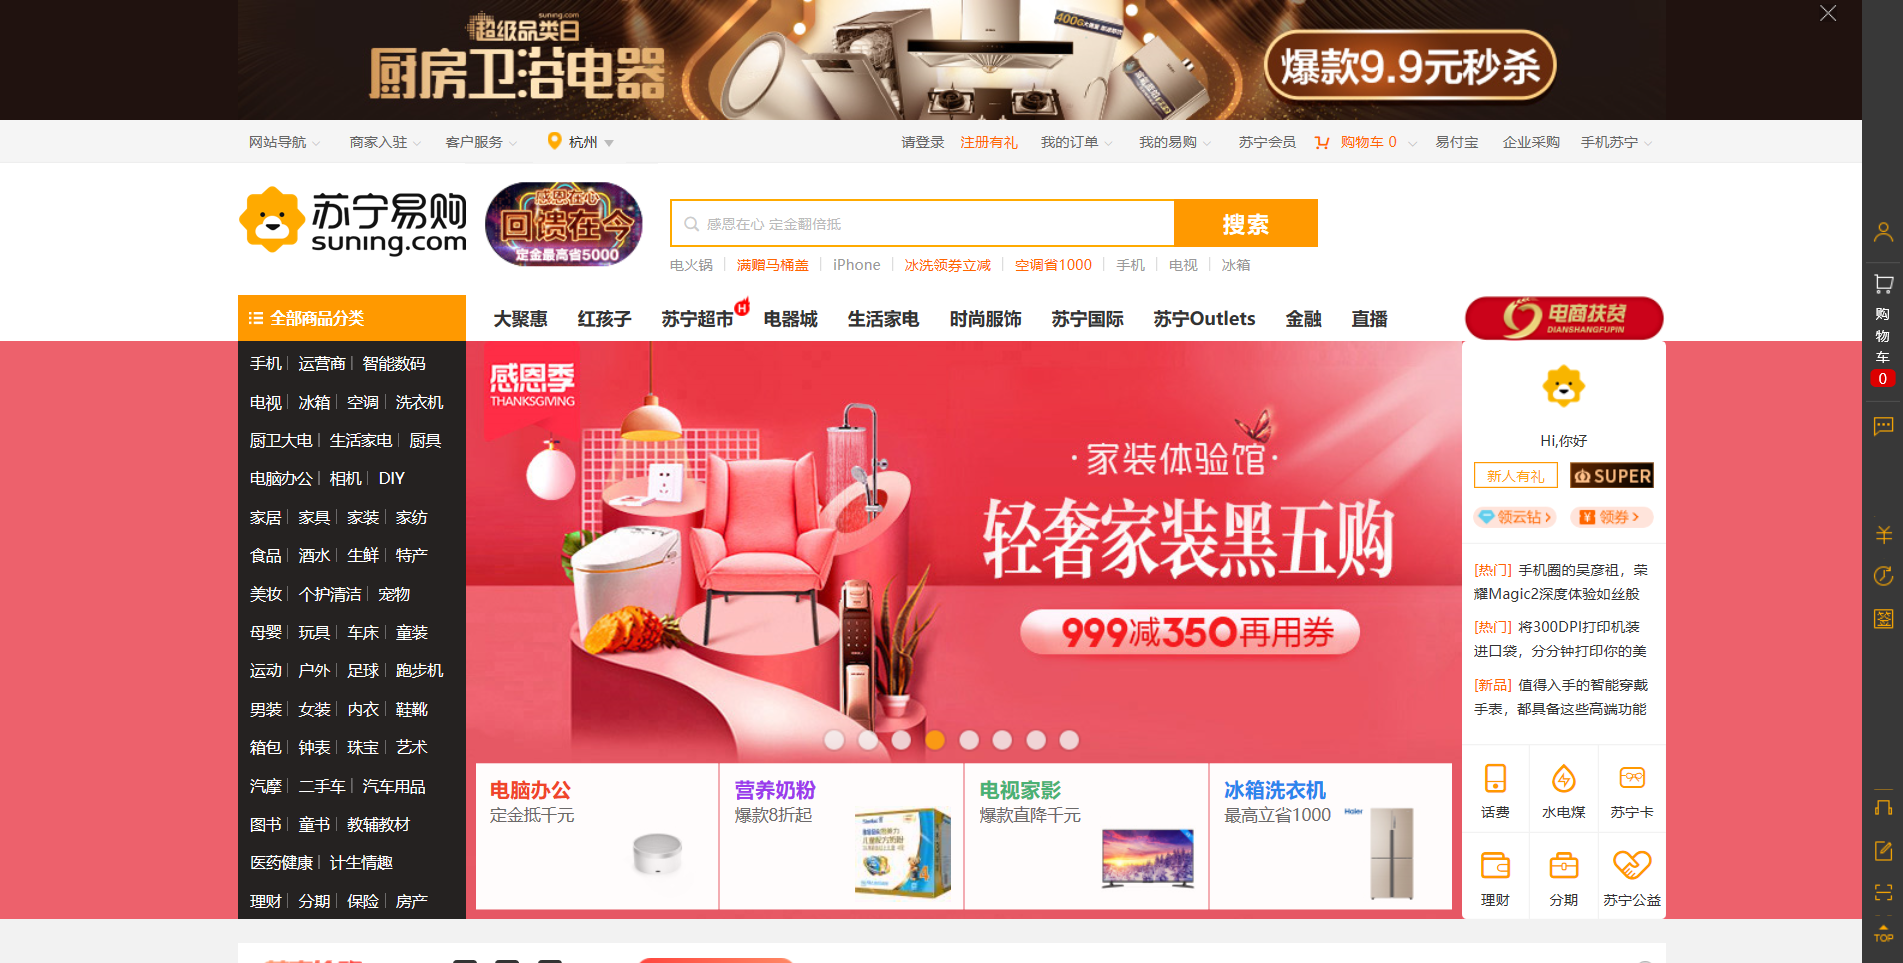 suning.com
超级品类日
厨房卫浴电器
爆款9.9元秒杀
网站导航 商家入驻 客户服务 杭州 请登录 注册有礼 我的订单 我的易购 苏宁会员 购物车 0 易付宝 企业采购 手机苏宁
苏宁易购
suning.com
感恩在心
回馈在今
定金最高省5000
感恩在心 定金翻倍抵
搜索
电火锅 满赠马桶盖 iPhone 冰洗领券立减 空调省1000 手机 电视 冰箱
全部商品分类 大聚惠 红孩子 苏宁超市 H 电器城 生活家电 时尚服饰 苏宁国际 苏宁Outlets 金融 直播
电商扶贫
DIANSHANGFUPIN
手机 运营商 智能数码
电视 冰箱 空调 洗衣机
厨卫大电 生活家电 厨具
电脑办公 相机 DIY
家居 家具 家装 家纺
食品 酒水 生鲜 特产
美妆 个护清洁 宠物
母婴 玩具 车床 童装
运动 户外 足球 跑步机
男装 女装 内衣 鞋靴
箱包 钟表 珠宝 艺术
汽摩 二手车 汽车用品
图书 童书 教辅教材
医药健康 计生情趣
理财 分期 保险 房产
感恩季
THANKSGIVING
·家装体验馆·
轻奢家装黑五购
999减350再用券
电脑办公
定金抵千元
营养奶粉
爆款8折起
电视家影
爆款直降千元
冰箱洗衣机
最高立省1000
Haier
Hi,你好
新人有礼 SUPER
领云钻 领券
[热门] 手机圈的吴彦祖，荣
耀Magic2深度体验如丝般
[热门] 将300DPI打印机装
进口袋，分分钟打印你的美
[新品] 值得入手的智能穿戴
手表，都具备这些高端功能
话费 水电煤 苏宁卡
理财 分期 苏宁公益
购
物
车
0
签
TOP